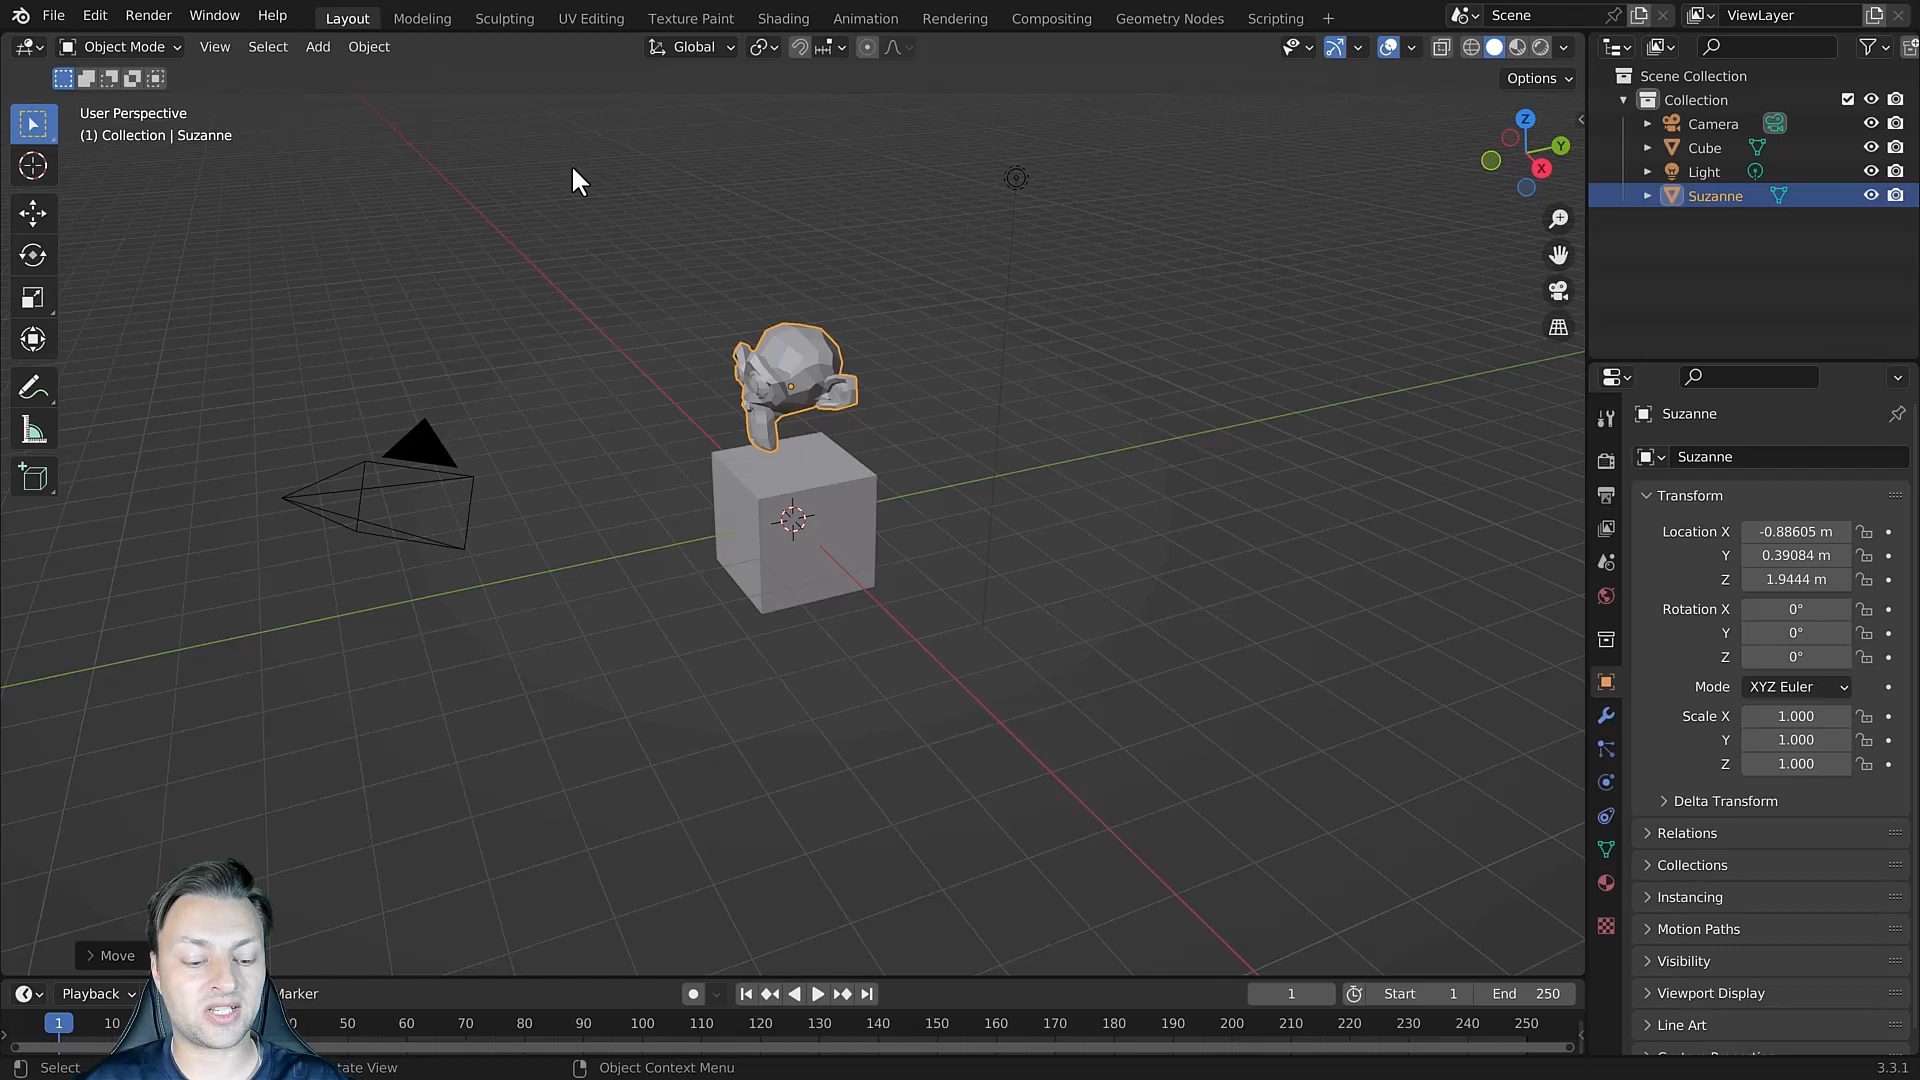 File Edit Render Window Help Layout Modeling Sculpting UV Editing Texture Paint Shading Animation Rendering Compositing Geometry Nodes Scripting + Scene ViewLayer
Object Mode View Select Add Object Global
Options
User Perspective
(1) Collection | Suzanne
Z
Y
X
Scene Collection
Collection
Camera
Cube
Light
Suzanne
Suzanne
Suzanne
Transform
Location X -0.88605 m
Y 0.39084 m
Z 1.9444 m
Rotation X 0°
Y 0°
Z 0°
Mode XYZ Euler
Scale X 1.000
Y 1.000
Z 1.000
Delta Transform
Relations
Collections
Instancing
Motion Paths
Visibility
Viewport Display
Line Art
Move
Playback Marker 1 Start 1 End 250
1 10 50 60 70 80 90 100 110 120 130 140 150 160 170 180 190 200 210 220 230 240 250
Select View Object Context Menu 3.3.1